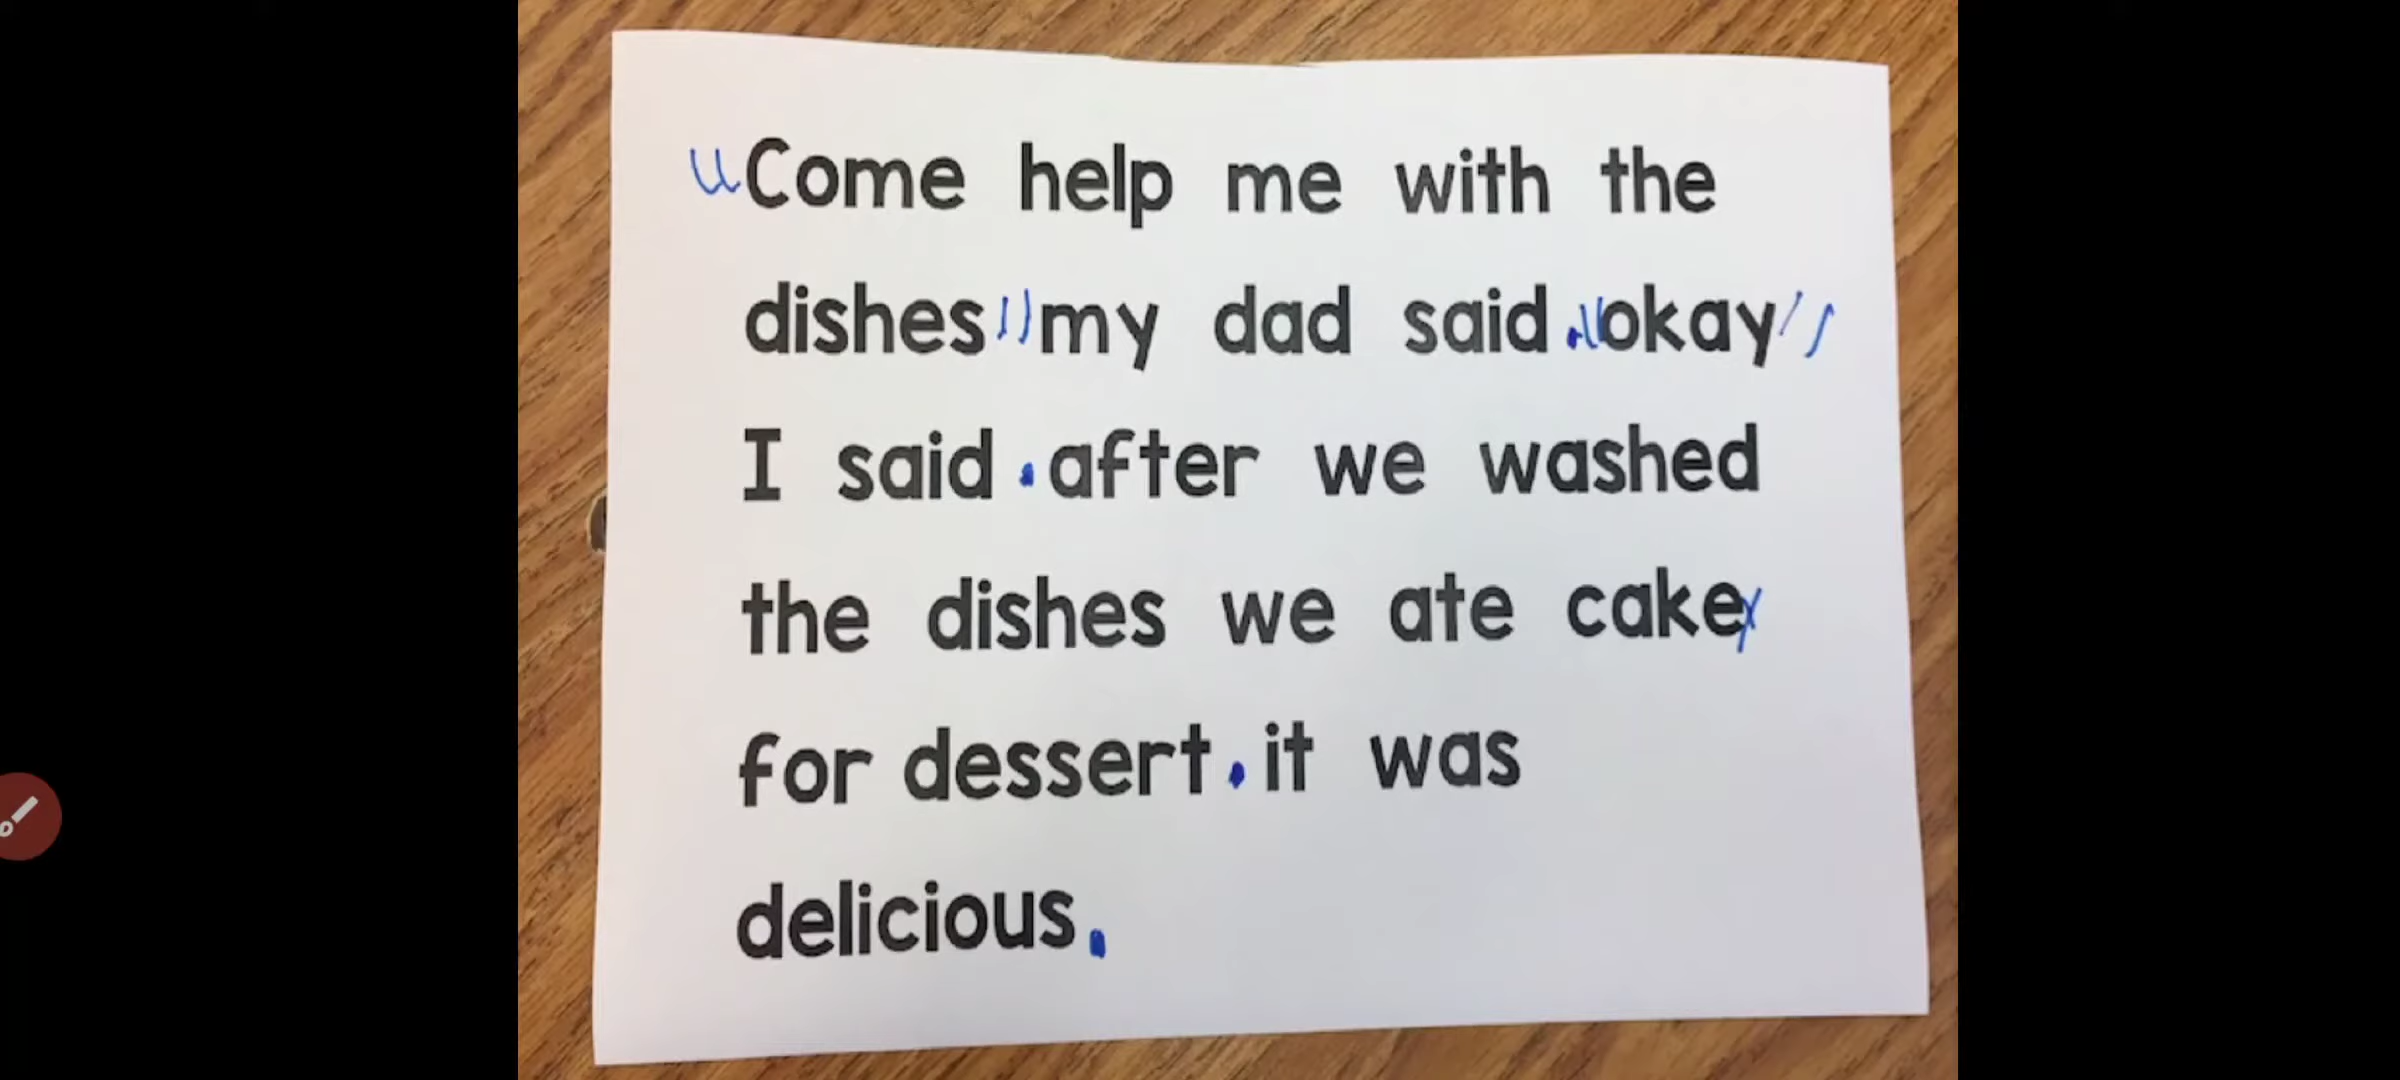 "Come help me with the
dishes" my dad said. "okay"
I said. after we washed
the dishes we ate cake
for dessert. it was
delicious.